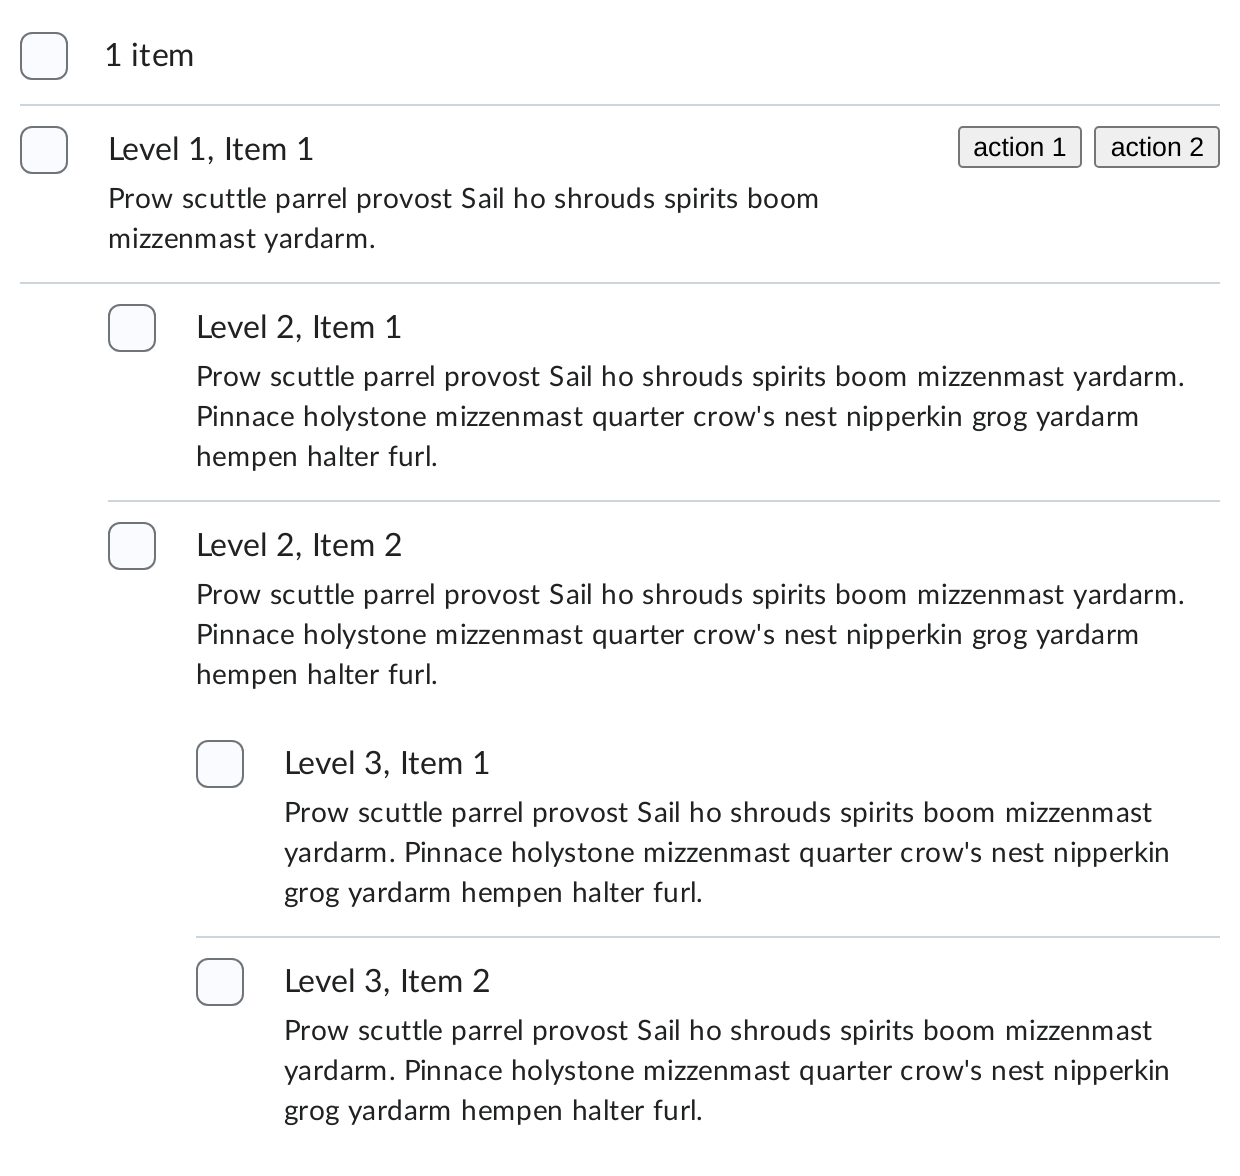 1 item
Level 1, Item 1
action 1
action 2
Prow scuttle parrel provost Sail ho shrouds spirits boom
mizzenmast yardarm.
Level 2, Item 1
Prow scuttle parrel provost Sail ho shrouds spirits boom mizzenmast yardarm.
Pinnace holystone mizzenmast quarter crow's nest nipperkin grog yardarm
hempen halter furl.
Level 2, Item 2
Prow scuttle parrel provost Sail ho shrouds spirits boom mizzenmast yardarm.
Pinnace holystone mizzenmast quarter crow's nest nipperkin grog yardarm
hempen halter furl.
Level 3, Item 1
Prow scuttle parrel provost Sail ho shrouds spirits boom mizzenmast
yardarm. Pinnace holystone mizzenmast quarter crow's nest nipperkin
grog yardarm hempen halter furl.
Level 3, Item 2
Prow scuttle parrel provost Sail ho shrouds spirits boom mizzenmast
yardarm. Pinnace holystone mizzenmast quarter crow's nest nipperkin
grog yardarm hempen halter furl.